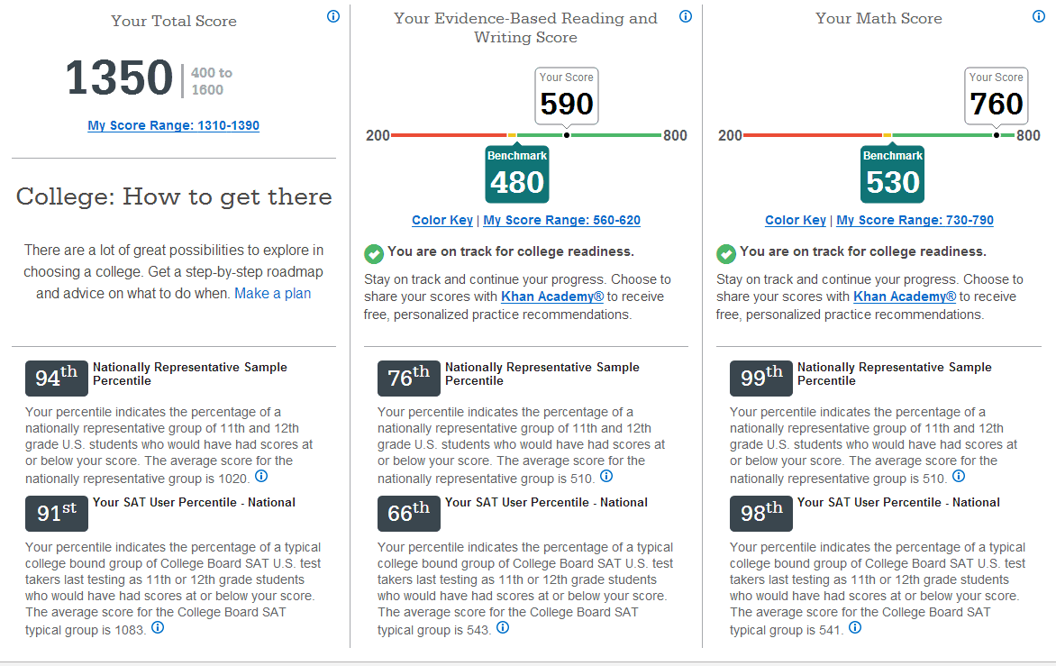 Your Total Score
1350
400 to
1600
My Score Range: 1310-1390
College: How to get there
There are a lot of great possibilities to explore in
choosing a college. Get a step-by-step roadmap
and advice on what to do when. Make a plan
94th
Nationally Representative Sample
Percentile
Your percentile indicates the percentage of a
nationally representative group of 11th and 12th
grade U.S. students who would have had scores at
or below your score. The average score for the
nationally representative group is 1020.
91st
Your SAT User Percentile - National
Your percentile indicates the percentage of a typical
college bound group of College Board SAT U.S. test
takers last testing as 11th or 12th grade students
who would have had scores at or below your score.
The average score for the College Board SAT
typical group is 1083.
Your Evidence-Based Reading and
Writing Score
Your Score
590
200
800
Benchmark
480
Color Key | My Score Range: 560-620
You are on track for college readiness.
Stay on track and continue your progress. Choose to
share your scores with Khan Academy® to receive
free, personalized practice recommendations.
76th
Nationally Representative Sample
Percentile
Your percentile indicates the percentage of a
nationally representative group of 11th and 12th
grade U.S. students who would have had scores at
or below your score. The average score for the
nationally representative group is 510.
66th
Your SAT User Percentile - National
Your percentile indicates the percentage of a typical
college bound group of College Board SAT U.S. test
takers last testing as 11th or 12th grade students
who would have had scores at or below your score.
The average score for the College Board SAT
typical group is 543.
Your Math Score
Your Score
760
200
800
Benchmark
530
Color Key | My Score Range: 730-790
You are on track for college readiness.
Stay on track and continue your progress. Choose to
share your scores with Khan Academy® to receive
free, personalized practice recommendations.
99th
Nationally Representative Sample
Percentile
Your percentile indicates the percentage of a
nationally representative group of 11th and 12th
grade U.S. students who would have had scores at
or below your score. The average score for the
nationally representative group is 510.
98th
Your SAT User Percentile - National
Your percentile indicates the percentage of a typical
college bound group of College Board SAT U.S. test
takers last testing as 11th or 12th grade students
who would have had scores at or below your score.
The average score for the College Board SAT
typical group is 541.